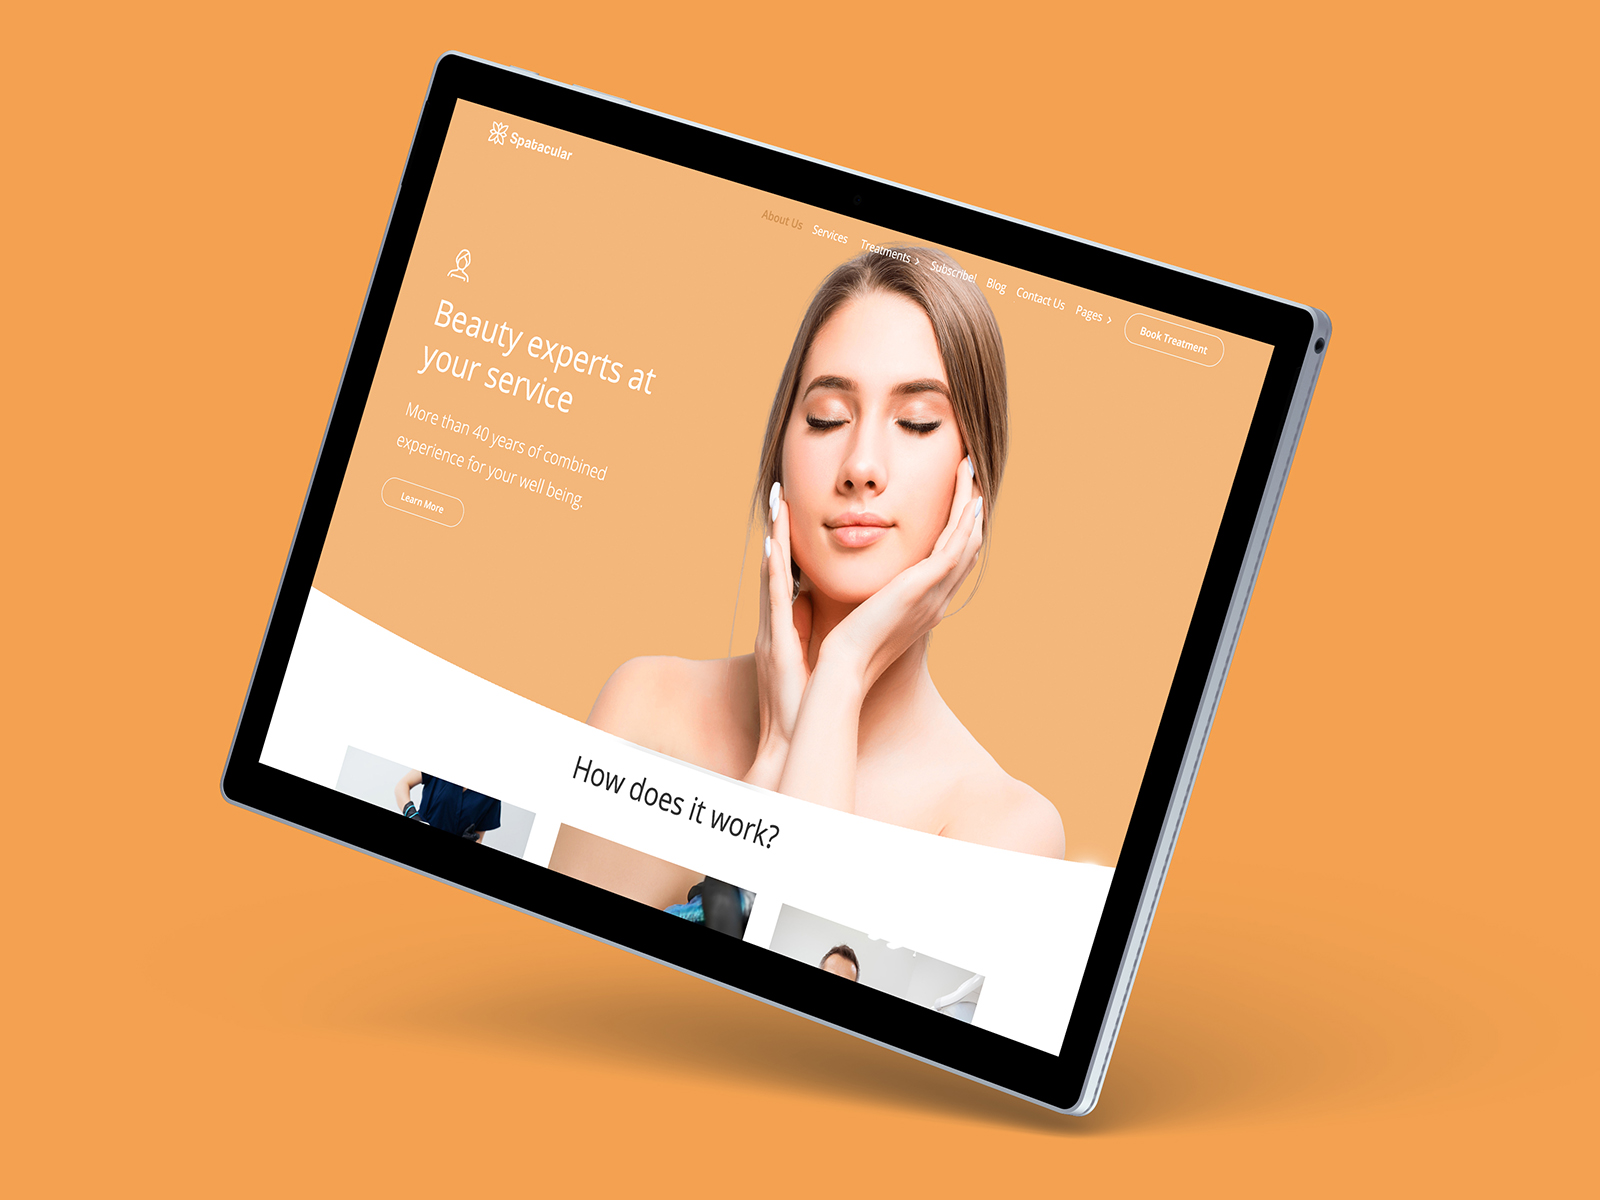 Spatacular
About Us
Services
Treatments >
Subscribe!
Blog
Contact Us
Pages >
Book Treatment
Beauty experts at
your service
More than 40 years of combined
experience for your well being.
Learn More
How does it work?